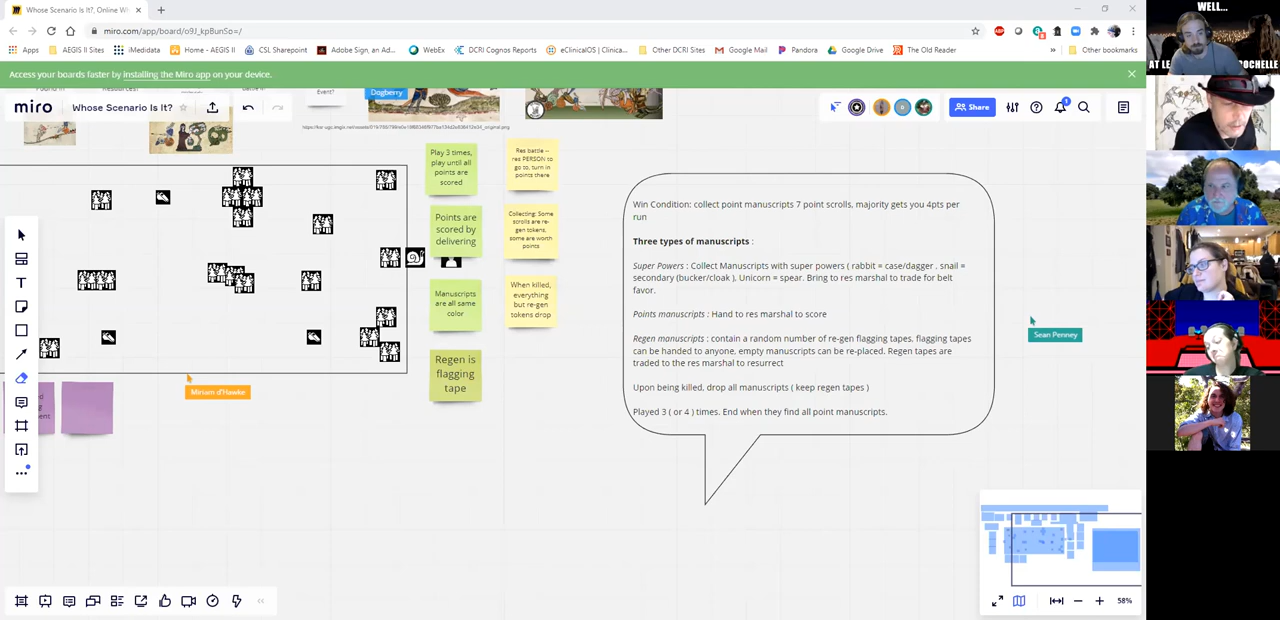 Whose Scenario Is It?, Online W
miro.com/app/board/o9J_kpBunSo=/
Apps
AEGIS II Sites
iMedidata
Home - AEGIS II
CSL Sharepoint
Adobe Sign, an Ad...
WebEx
DCRI Cognos Reports
eClinicalOS (Clinica...
Other DCRI Sites
Google Mail
Pandora
Google Drive
The Old Reader
Other bookmarks
Access your boards faster by installing the Miro app on your device.
miro
Whose Scenario Is It?
Share
Resources!
Event?
Dogberry
Play 3 times,
play until all
points are
scored
Res battle --
res PERSON to
go to, turn in
points there
Points are
scored by
delivering
Collecting: Some
scrolls are re-
gen tokens,
some are worth
points
Manuscripts
are all same
color
When killed,
everything
but re-gen
tokens drop
Regen is
flagging
tape
Win Condition: collect point manuscripts 7 point scrolls, majority gets you 4pts per
run
Three types of manuscripts :
Super Powers : Collect Manuscripts with super powers ( rabbit = case/dagger . snail =
secondary (bucker/cloak ), Unicorn = spear. Bring to res marshal to trade for belt
favor.
Points manuscripts : Hand to res marshal to score
Regen manuscripts : contain a random number of re-gen flagging tapes, flagging tapes
can be handed to anyone, empty manuscripts can be re-placed. Regen tapes are
traded to the res marshal to resurrect
Upon being killed, drop all manuscripts ( keep regen tapes )
Played 3 ( or 4 ) times. End when they find all point manuscripts.
Sean Penney
Mirium d'Hawke
58%
WELL...
AT LE
ROCHELLE